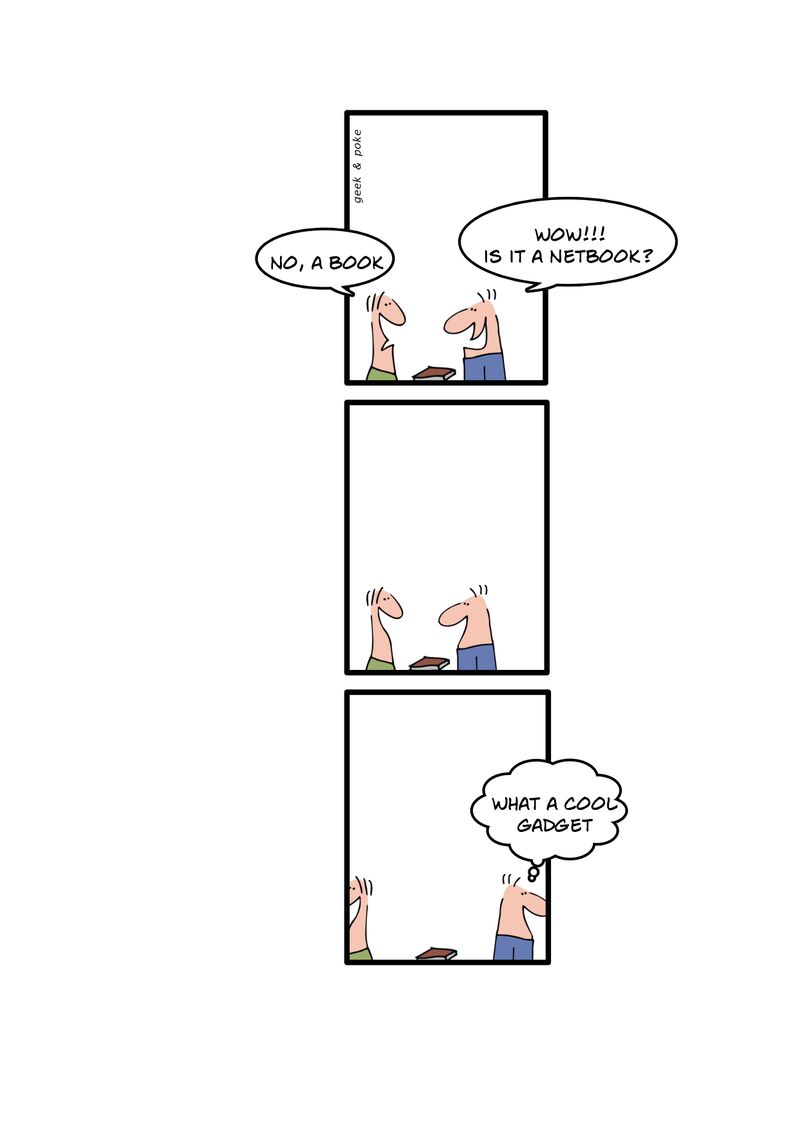 geek & poke
WOW!!!
IS IT A NETBOOK?
NO, A BOOK
WHAT A COOL
GADGET